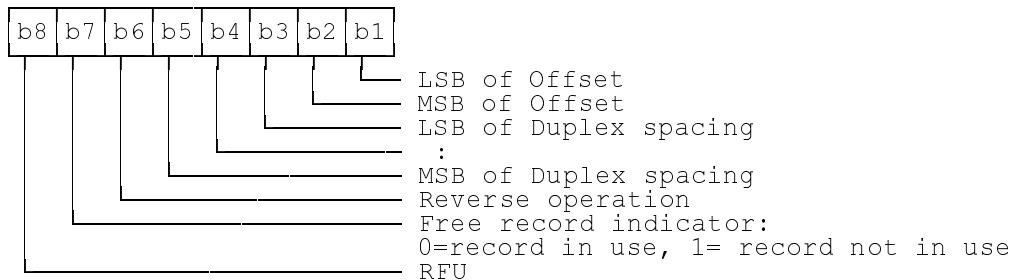 b8 b7 b6 b5 b4 b3 b2 b1
LSB of Offset
MSB of Offset
LSB of Duplex spacing
:
MSB of Duplex spacing
Reverse operation
Free record indicator:
0=record in use, 1= record not in use
RFU